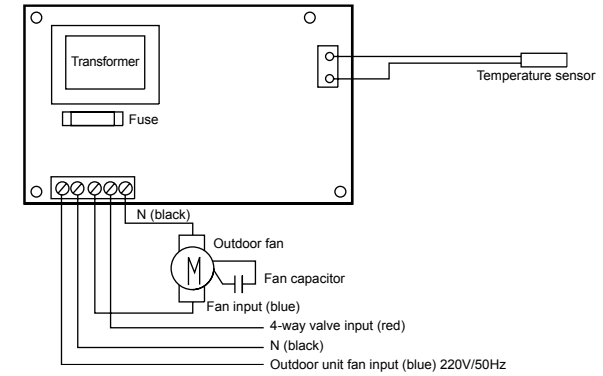 Transformer
Temperature sensor
Fuse
N (black)
Outdoor fan
M
Fan capacitor
Fan input (blue)
4-way valve input (red)
N (black)
Outdoor unit fan input (blue) 220V/50Hz